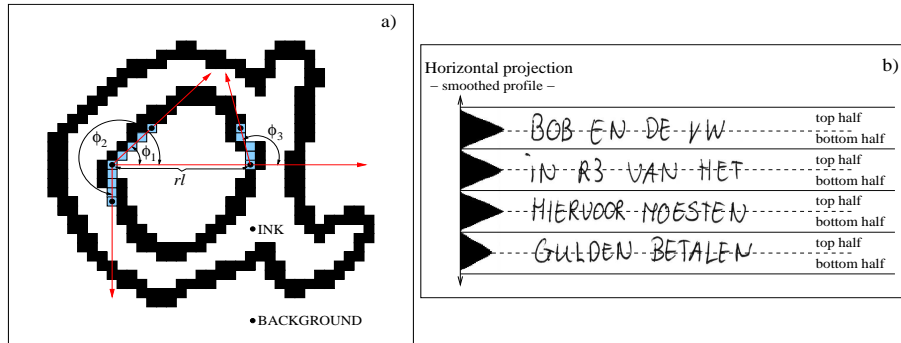 a)
ϕ2
ϕ1
ϕ3
rl
INK
BACKGROUND
b)
Horizontal projection
– smoothed profile –
BOB EN DE VW
top half
bottom half
iN R3 VAN HET
top half
bottom half
HIERVOOR MOESTEN
top half
bottom half
GULDEN BETALEN
top half
bottom half